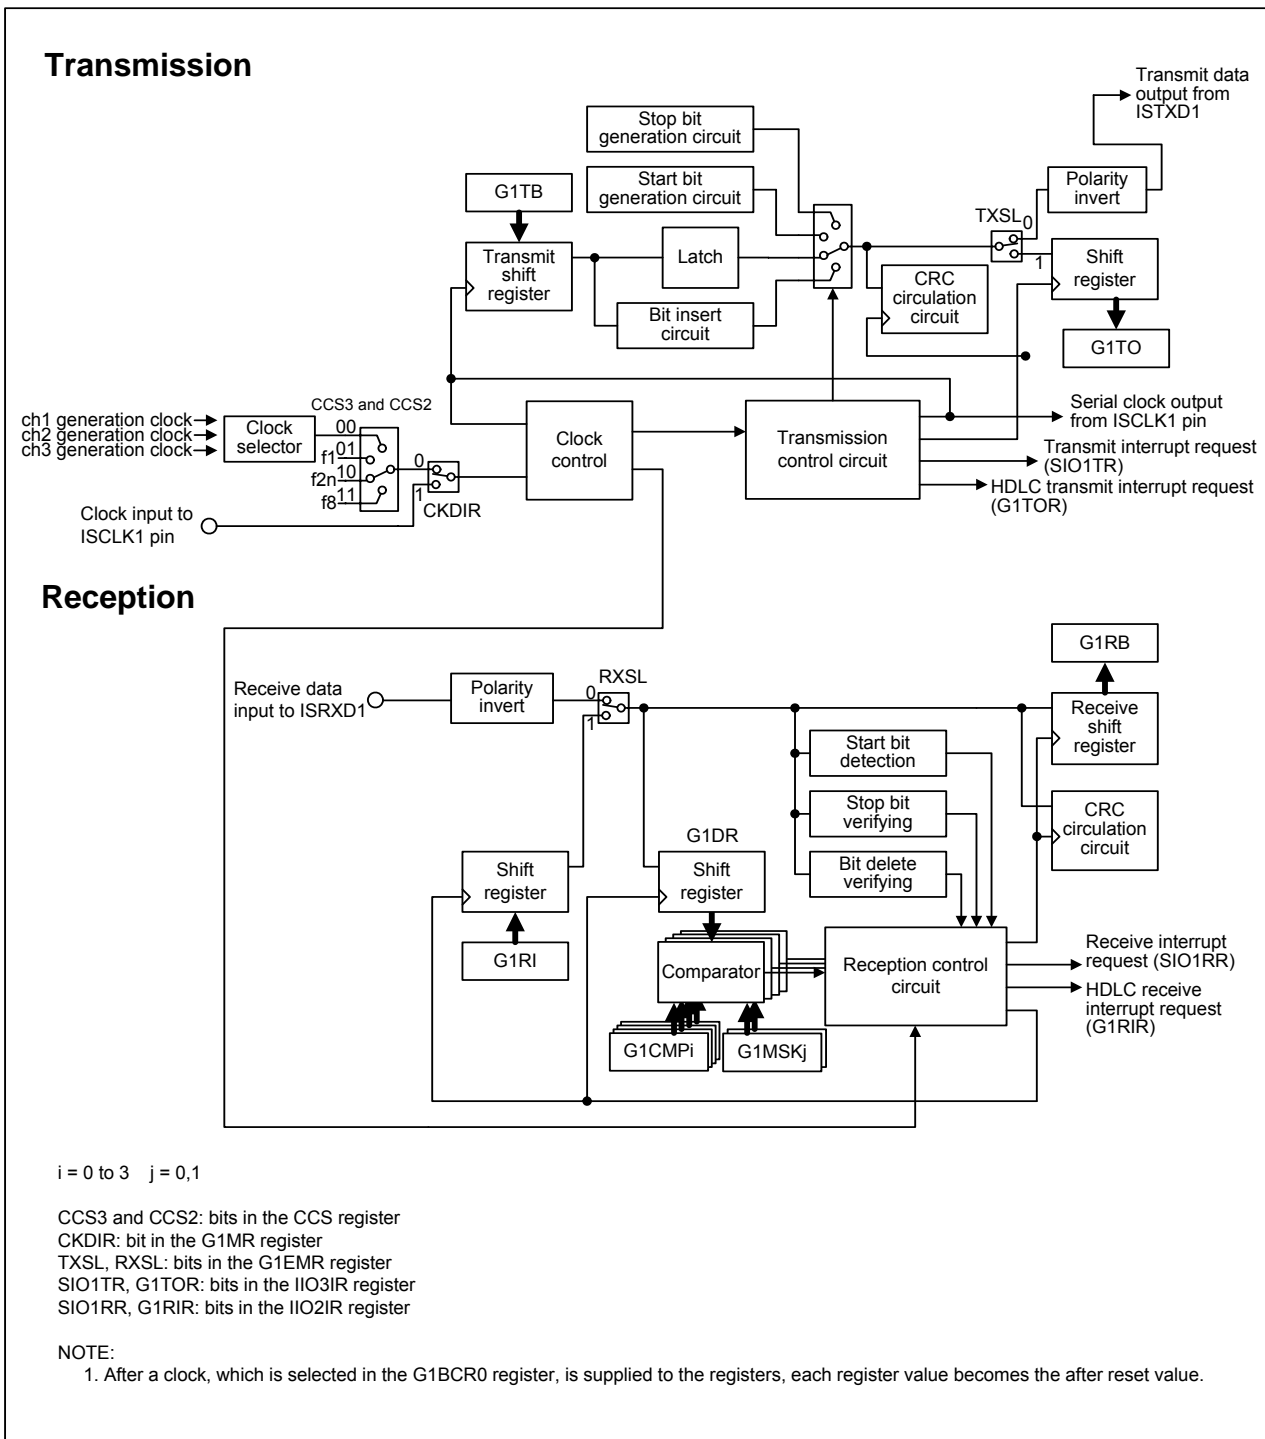 Transmission
Transmit data
output from
ISTXD1
Stop bit
generation circuit
Start bit
generation circuit
Polarity
invert
G1TB
TXSL
0
1
Transmit
shift
register
Latch
Shift
register
CRC
circulation
circuit
Bit insert
circuit
G1TO
ch1 generation clock
ch2 generation clock
ch3 generation clock
Clock
selector
CCS3 and CCS2
00
01
f1
10
f2n
11
f8
0
1
CKDIR
Clock
control
Transmission
control circuit
Serial clock output
from ISCLK1 pin
Transmit interrupt request
(SIO1TR)
HDLC transmit interrupt request
(G1TOR)
Clock input to
ISCLK1 pin
Reception
G1RB
Receive data
input to ISRXD1
Polarity
invert
RXSL
0
1
Receive
shift
register
Start bit
detection
Stop bit
verifying
CRC
circulation
circuit
G1DR
Shift
register
Shift
register
Bit delete
verifying
G1RI
Comparator
Reception control
circuit
Receive interrupt
request (SIO1RR)
HDLC receive
interrupt request
(G1RIR)
G1CMPi
G1MSKj
i = 0 to 3 j = 0,1
CCS3 and CCS2: bits in the CCS register
CKDIR: bit in the G1MR register
TXSL, RXSL: bits in the G1EMR register
SIO1TR, G1TOR: bits in the IIO3IR register
SIO1RR, G1RIR: bits in the IIO2IR register
NOTE:
1. After a clock, which is selected in the G1BCR0 register, is supplied to the registers, each register value becomes the after reset value.